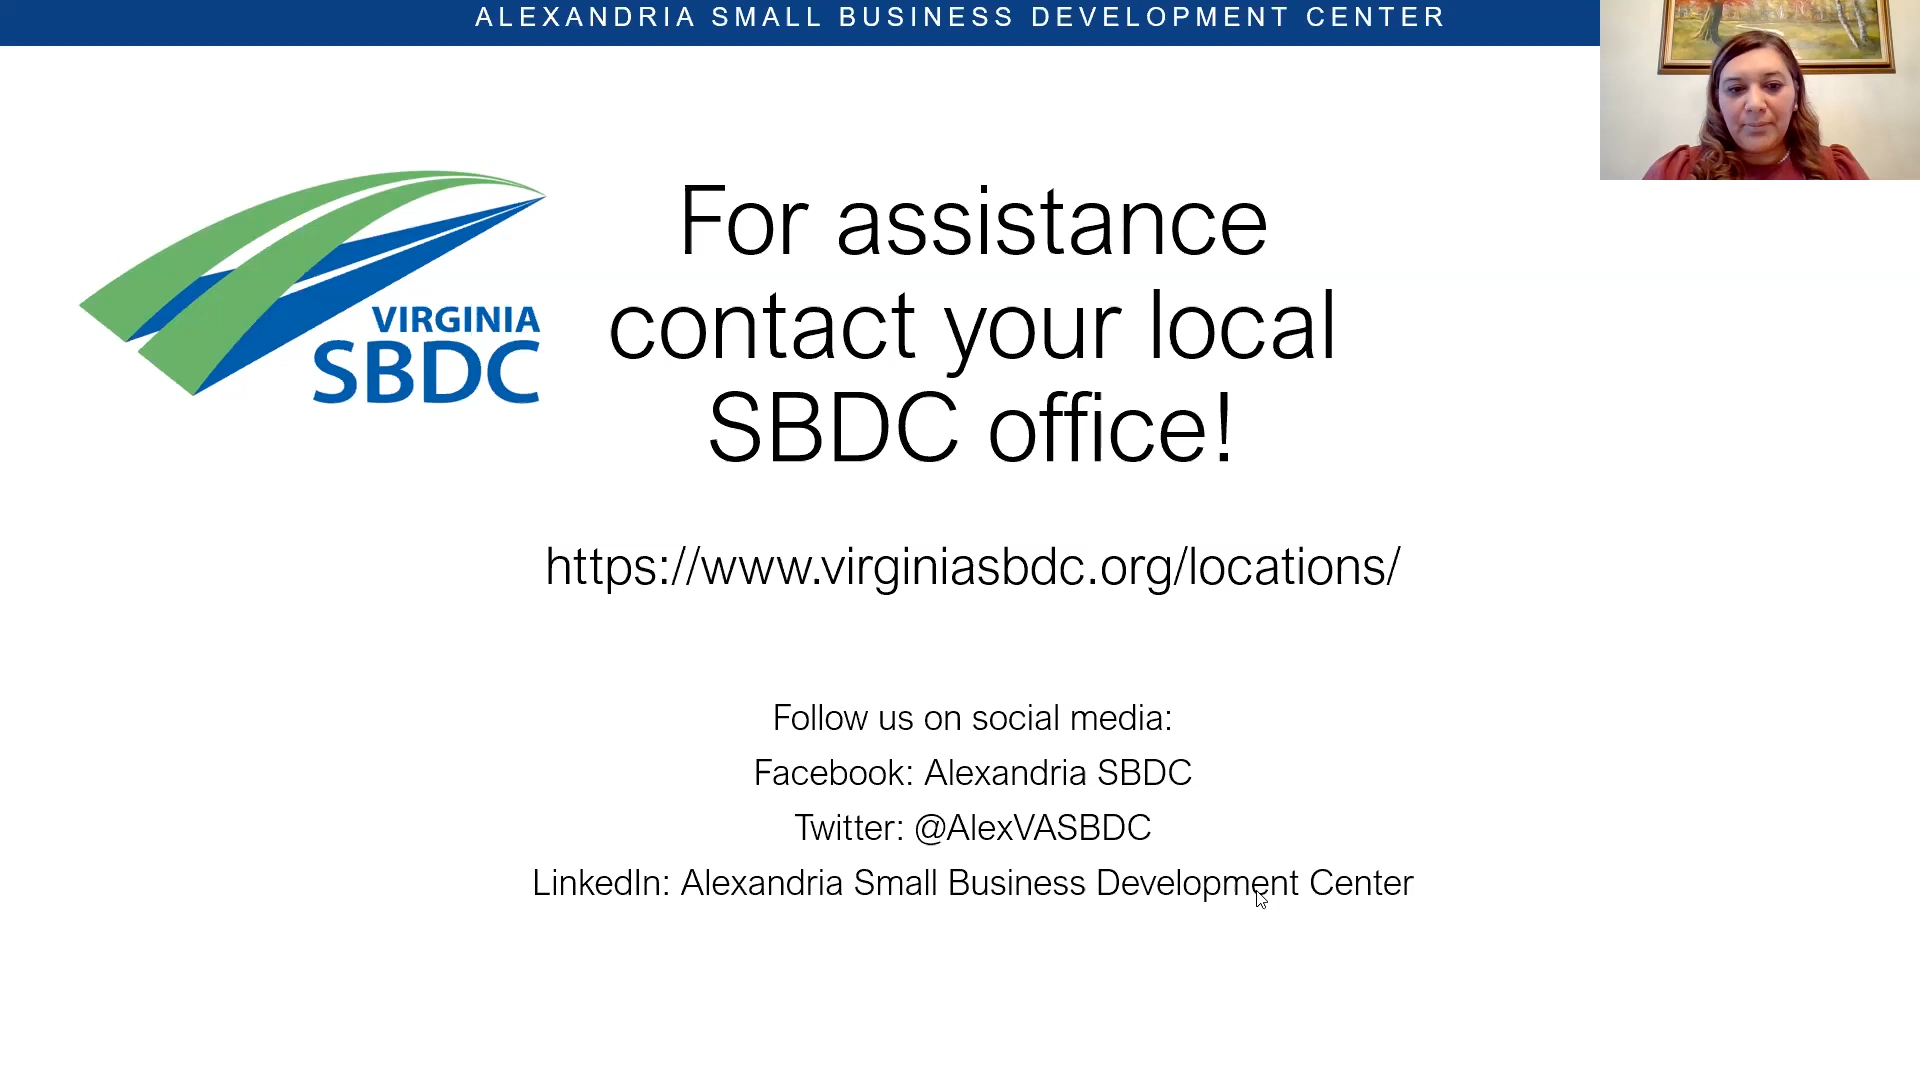 ALEXANDRIA SMALL BUSINESS DEVELOPMENT CENTER
VIRGINIA
SBDC
For assistance
contact your local
SBDC office!
https://www.virginiasbdc.org/locations/
Follow us on social media:
Facebook: Alexandria SBDC
Twitter: @AlexVASBDC
LinkedIn: Alexandria Small Business Development Center